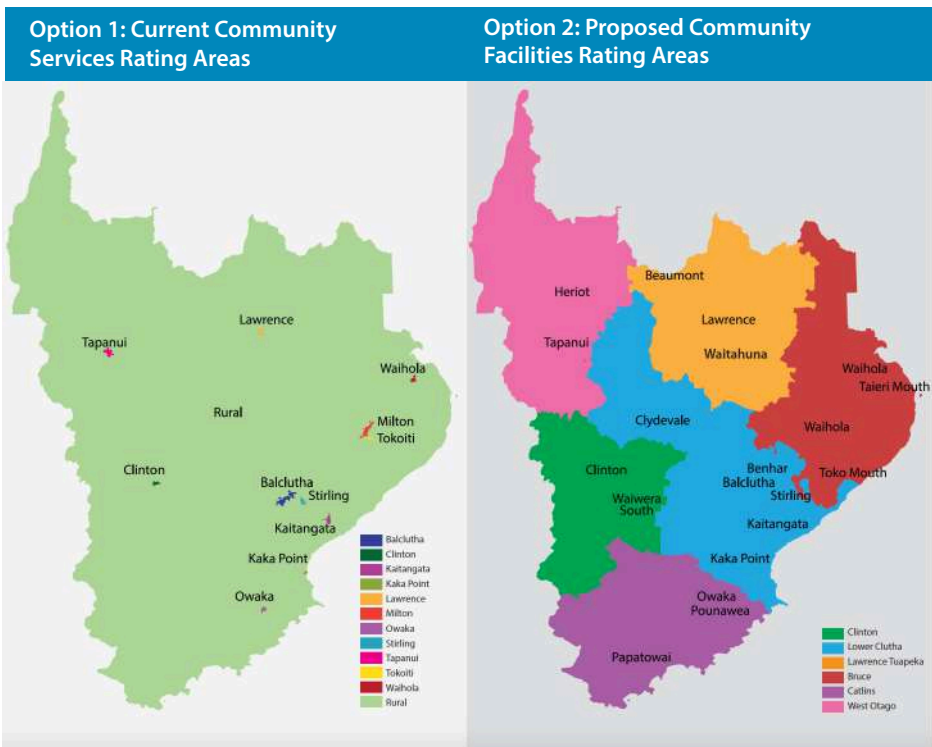 Option 1: Current Community
Services Rating Areas
Lawrence
Tapanui
Waihola
Rural
Milton
Tokoiti
Clinton
Balclutha
Stirling
Kaitangata
Kaka Point
Owaka
Balclutha
Clinton
Kaitangata
Kaka Point
Lawrence
Milton
Owaka
Stirling
Tapanui
Tokoiti
Waihola
Rural
Option 2: Proposed Community
Facilities Rating Areas
Beaumont
Heriot
Lawrence
Tapanui
Waitahuna
Waihola
Taieri Mouth
Clydevale
Waihola
Clinton
Benhar
Balclutha
Toko Mouth
Waiwera
South
Stirling
Kaitangata
Kaka Point
Owaka
Pounawea
Papatowai
Clinton
Lower Clutha
Lawrence Tuapeka
Bruce
Catlins
West Otago